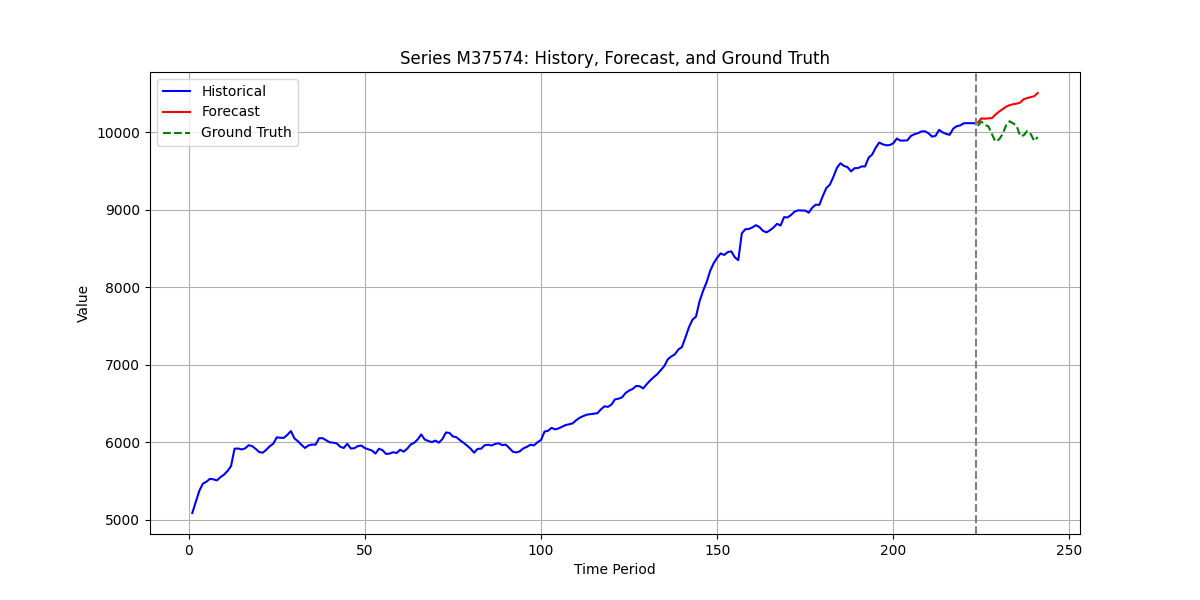 Series M37574: History, Forecast, and Ground Truth
Historical
Forecast
Ground Truth
10000
9000
8000
7000
6000
5000
Value
0
50
100
150
200
250
Time Period